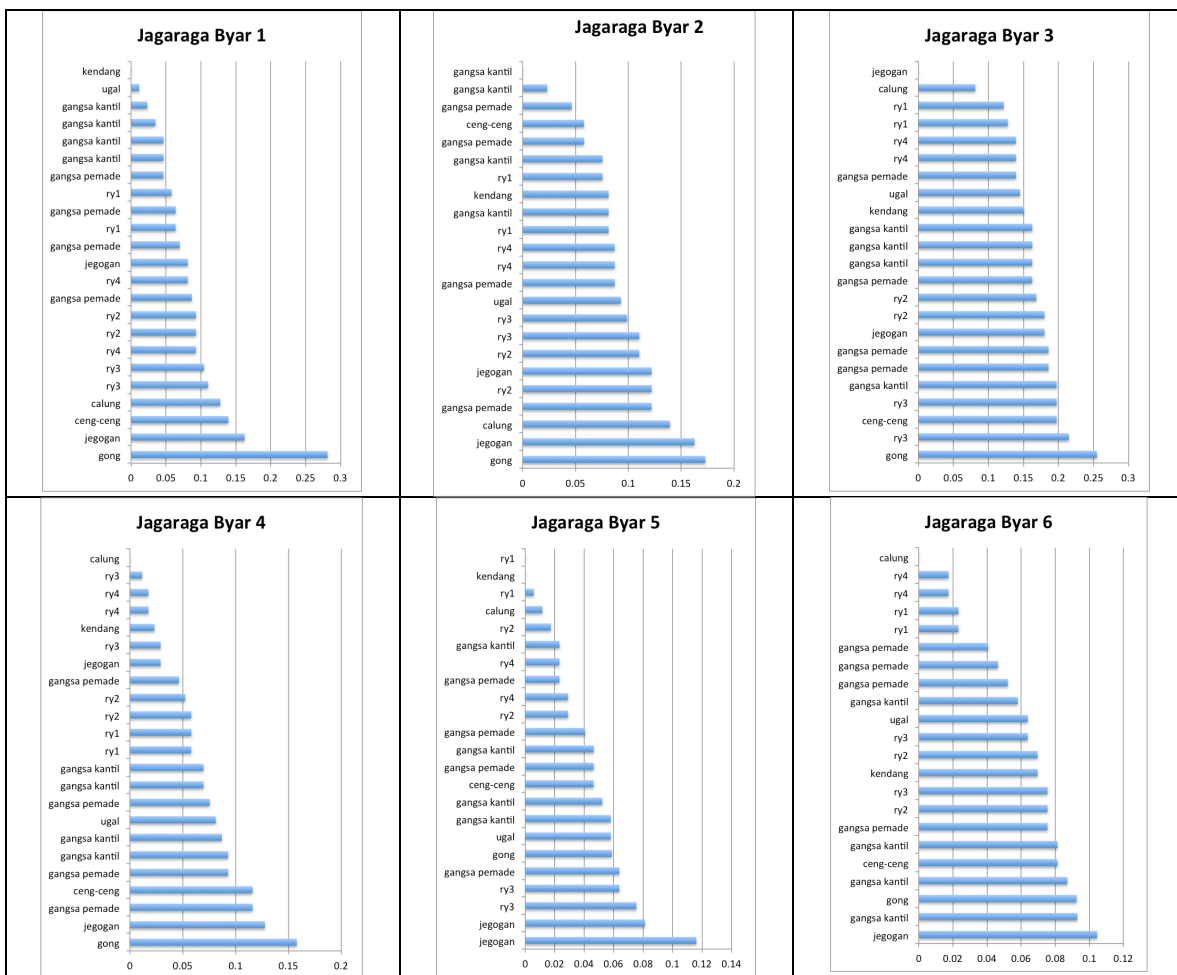 Jagaraga Byar 1
kendang
ugal
gangsa kantil
gangsa kantil
gangsa kantil
gangsa kantil
gangsa pemade
ry1
gangsa pemade
ry1
gangsa pemade
jegogan
ry4
gangsa pemade
ry2
ry2
ry4
ry3
ry3
calung
ceng-ceng
jegogan
gong
0 0.05 0.1 0.15 0.2 0.25 0.3
Jagaraga Byar 2
gangsa kantil
gangsa kantil
gangsa pemade
ceng-ceng
gangsa pemade
gangsa kantil
ry1
kendang
gangsa kantil
ry1
ry4
ry4
gangsa pemade
ugal
ry3
ry3
ry2
jegogan
ry2
gangsa pemade
calung
jegogan
gong
0 0.05 0.1 0.15 0.2
Jagaraga Byar 3
jegogan
calung
ry1
ry1
ry4
ry4
gangsa pemade
ugal
kendang
gangsa kantil
gangsa kantil
gangsa kantil
gangsa pemade
ry2
ry2
jegogan
gangsa pemade
gangsa pemade
gangsa kantil
ry3
ceng-ceng
ry3
gong
0 0.05 0.1 0.15 0.2 0.25 0.3
Jagaraga Byar 4
calung
ry3
ry4
ry4
kendang
ry3
jegogan
gangsa pemade
ry2
ry2
ry1
ry1
gangsa kantil
gangsa kantil
gangsa pemade
ugal
gangsa kantil
gangsa kantil
gangsa pemade
ceng-ceng
gangsa pemade
jegogan
gong
0 0.05 0.1 0.15 0.2
Jagaraga Byar 5
ry1
kendang
ry1
calung
ry2
gangsa kantil
ry4
gangsa pemade
ry4
ry2
gangsa pemade
gangsa kantil
gangsa pemade
ceng-ceng
gangsa kantil
gangsa kantil
ugal
gong
gangsa pemade
ry3
ry3
jegogan
jegogan
0 0.02 0.04 0.06 0.08 0.1 0.12 0.14
Jagaraga Byar 6
calung
ry4
ry4
ry1
ry1
gangsa pemade
gangsa pemade
gangsa pemade
gangsa kantil
ugal
ry3
ry2
kendang
ry3
ry2
gangsa pemade
gangsa kantil
ceng-ceng
gangsa kantil
gong
gangsa kantil
jegogan
0 0.02 0.04 0.06 0.08 0.1 0.12